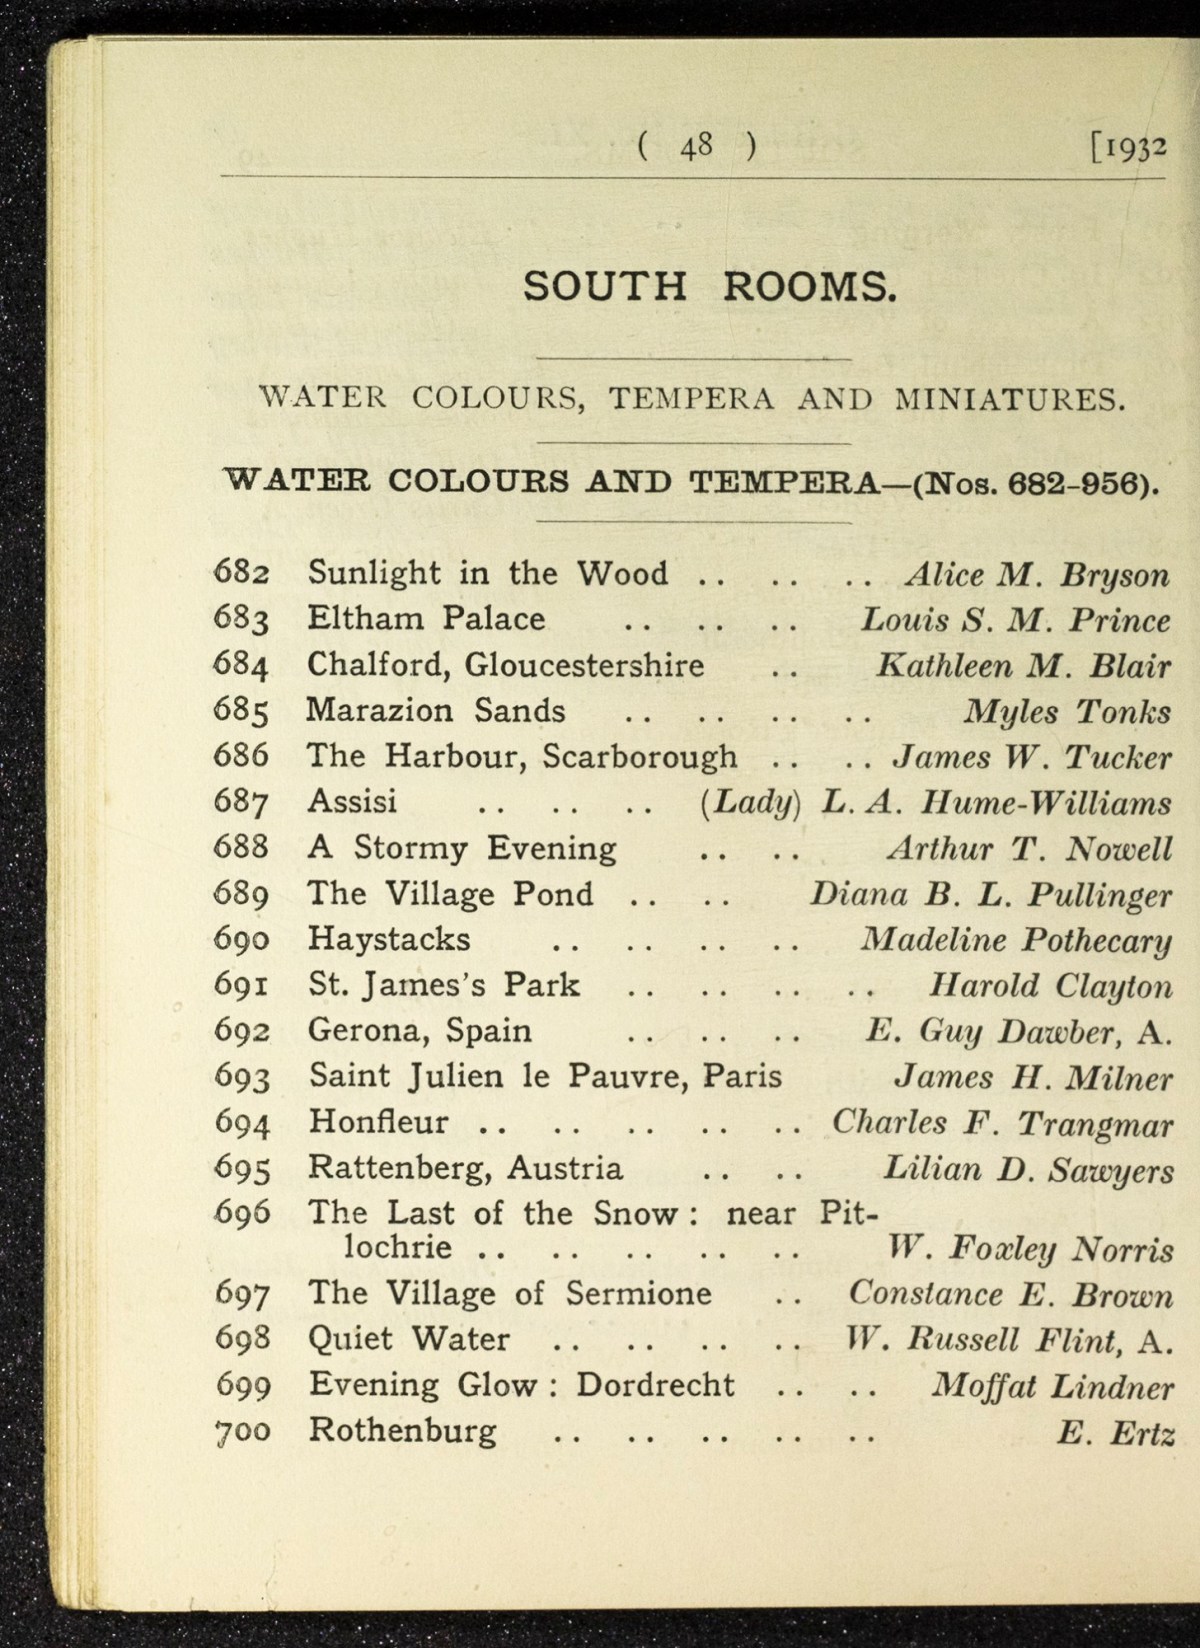 ( 48 ) [1932
SOUTH ROOMS.
WATER COLOURS, TEMPERA AND MINIATURES.
WATER COLOURS AND TEMPERA—(Nos. 682-956).
682 Sunlight in the Wood .. .. .. Alice M. Bryson
683 Eltham Palace .. .. .. Louis S. M. Prince
684 Chalford, Gloucestershire .. Kathleen M. Blair
685 Marazion Sands .. .. .. .. Myles Tonks
686 The Harbour, Scarborough .. .. James W. Tucker
687 Assisi .. .. .. (Lady) L. A. Hume-Williams
688 A Stormy Evening .. .. Arthur T. Nowell
689 The Village Pond .. .. Diana B. L. Pullinger
690 Haystacks .. .. .. .. Madeline Pothecary
691 St. James's Park .. .. .. .. Harold Clayton
692 Gerona, Spain .. .. .. E. Guy Dawber, A.
693 Saint Julien le Pauvre, Paris James H. Milner
694 Honfleur .. .. .. .. .. Charles F. Trangmar
695 Rattenberg, Austria .. .. Lilian D. Sawyers
696 The Last of the Snow : near Pit-
lochrie .. .. .. .. .. W. Foxley Norris
697 The Village of Sermione .. Constance E. Brown
698 Quiet Water .. .. .. .. W. Russell Flint, A.
699 Evening Glow : Dordrecht .. .. Moffat Lindner
700 Rothenburg .. .. .. .. .. E. Ertz